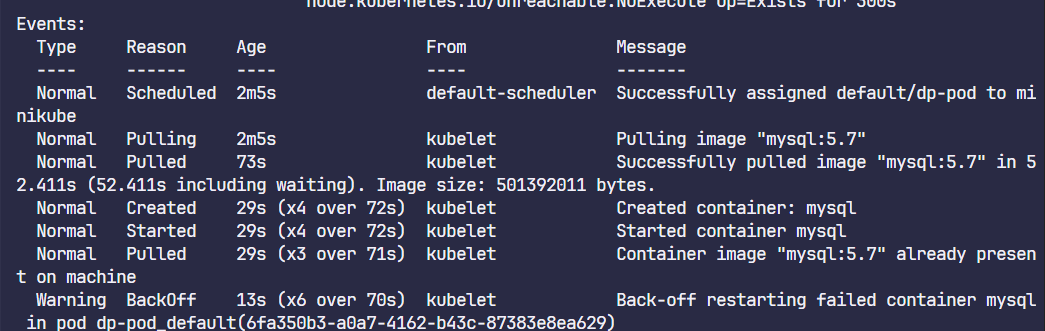 node.kubernetes.io/unreachable:NoExecute op=Exists for 300s
Events:
  Type     Reason     Age                From               Message
  ----     ------     ----               ----               -------
  Normal   Scheduled  2m5s               default-scheduler  Successfully assigned default/dp-pod to mi
nikube
  Normal   Pulling    2m5s               kubelet            Pulling image "mysql:5.7"
  Normal   Pulled     73s                kubelet            Successfully pulled image "mysql:5.7" in 5
2.411s (52.411s including waiting). Image size: 501392011 bytes.
  Normal   Created    29s (x4 over 72s)  kubelet            Created container: mysql
  Normal   Started    29s (x4 over 72s)  kubelet            Started container mysql
  Normal   Pulled     29s (x3 over 71s)  kubelet            Container image "mysql:5.7" already presen
t on machine
  Warning  BackOff    13s (x6 over 70s)  kubelet            Back-off restarting failed container mysql
 in pod dp-pod_default(6fa350b3-a0a7-4162-b43c-87383e8ea629)